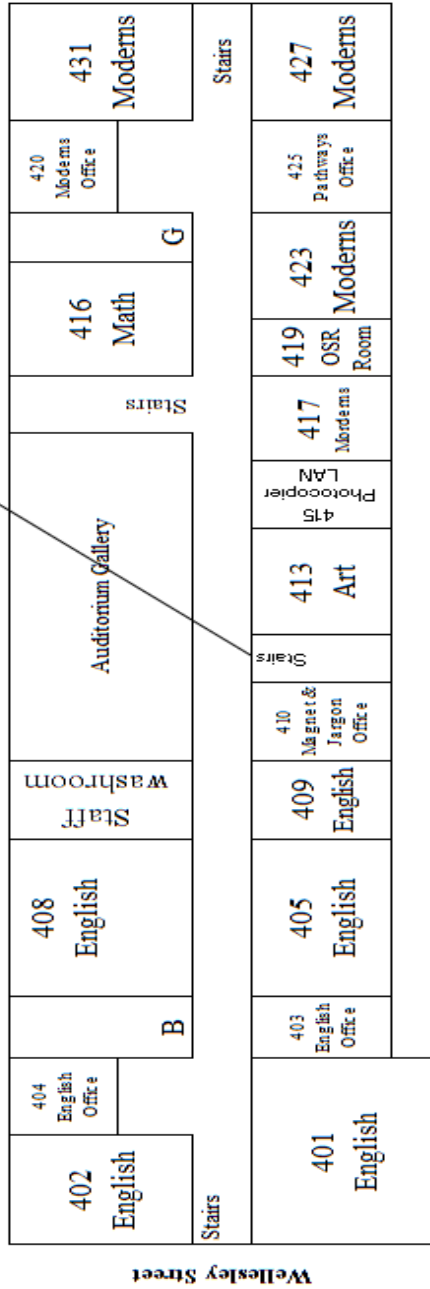 431
Moderns
Stairs
427
Moderns
420
Moderns
Office
425
Pathways
Office
G
423
Moderns
416
Math
419
OSR
Room
Stairs
417
Morderns
415
Photocopier
LAN
Auditorium Gallery
413
Art
Stairs
410
Magnet &
Jargon
Office
Staff
washroom
409
English
408
English
405
English
B
403
English
Office
404
English
Office
402
English
Stairs
401
English
Wellesley Street